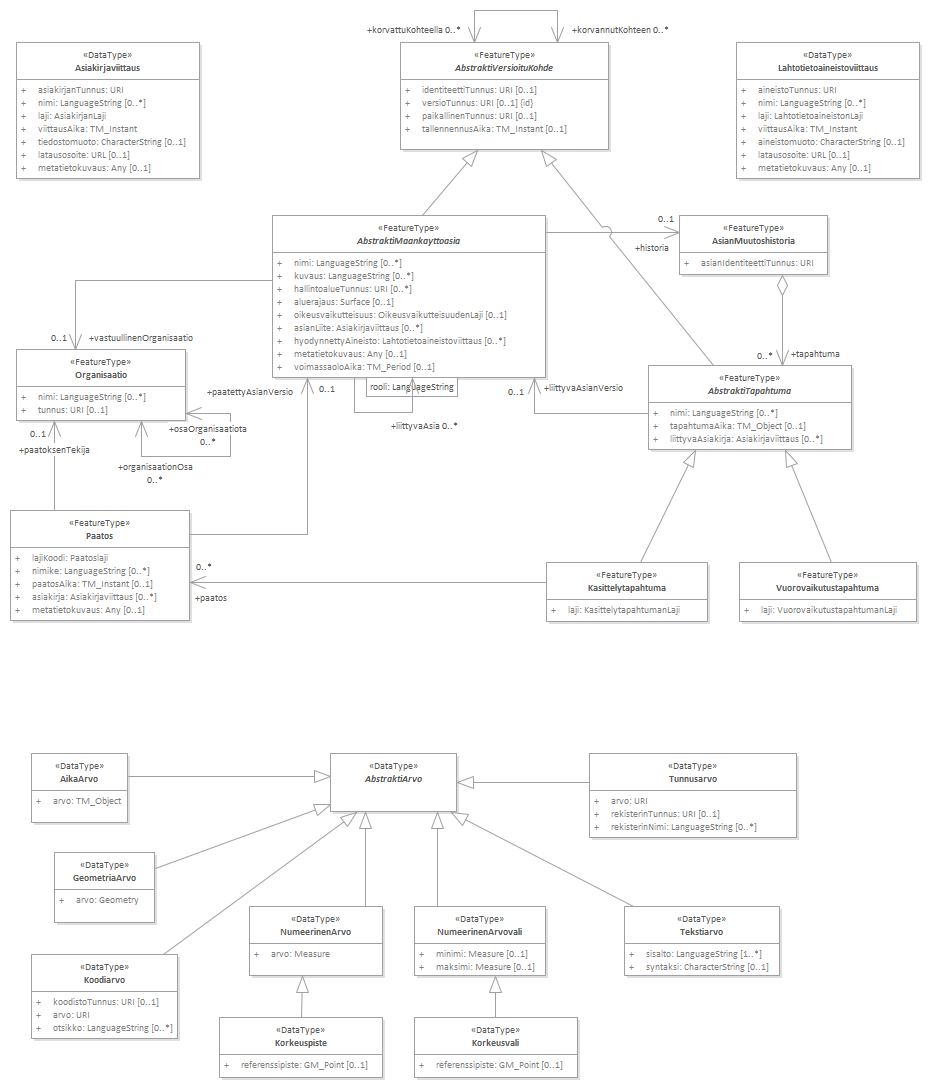 +korvattuKohteella 0..*
+korvannutKohteen 0..*
«DataType»
Asiakirjaviittaus
+ asiakirjanTunnus: URI
+ nimi: LanguageString [0..*]
+ laji: AsiakirjanLaji
+ viittausAika: TM_Instant
+ tiedostomuoto: CharacterString [0..1]
+ latausosoite: URL [0..1]
+ metatietokuvaus: Any [0..1]
«FeatureType»
AbstraktiVersioituKohde
+ identiteettiTunnus: URI [0..1]
+ versioTunnus: URI [0..1] {id}
+ paikallinenTunnus: URI [0..1]
+ tallennennusAika: TM_Instant [0..1]
«DataType»
Lahtotietoaineistoviittaus
+ aineistoTunnus: URI
+ nimi: LanguageString [0..*]
+ laji: LahtotietoaineistonLaji
+ viittausAika: TM_Instant
+ aineistomuoto: CharacterString [0..1]
+ latausosoite: URL [0..1]
+ metatietokuvaus: Any [0..1]
«FeatureType»
AbstraktiMaankayttoasia
+ nimi: LanguageString [0..*]
+ kuvaus: LanguageString [0..*]
+ hallintoalueTunnus: URI [0..*]
+ aluerajaus: Surface [0..1]
+ oikeusvaikutteisuus: OikeusvaikutteisuudenLaji [0..1]
+ asianLiite: Asiakirjaviittaus [0..*]
+ hyodynnettyAineisto: Lahtotietoaineistoviittaus [0..*]
+ metatietokuvaus: Any [0..1]
+ voimassaoloAika: TM_Period [0..1]
0..1
+historia
«FeatureType»
AsianMuutoshistoria
+ asianIdentiteettiTunnus: URI
0..*
+tapahtuma
0..1
+vastuullinenOrganisaatio
«FeatureType»
Organisaatio
+ nimi: LanguageString [0..*]
+ tunnus: URI [0..1]
+paatettyAsianVersio
0..1
rooli: LanguageString
+liittyvaAsia 0..*
0..1
+liittyvaAsianVersio
«FeatureType»
AbstraktiTapahtuma
+ nimi: LanguageString [0..*]
+ tapahtumaAika: TM_Object [0..1]
+ liittyvaAsiakirja: Asiakirjaviittaus [0..*]
0..1
+paatoksenTekija
+osaOrganisaatiota
0..*
+organisaationOsa
0..*
«FeatureType»
Paatos
+ lajiKoodi: Paatoslaji
+ nimike: LanguageString [0..*]
+ paatosAika: TM_Instant [0..1]
+ asiakirja: Asiakirjaviittaus [0..*]
+ metatietokuvaus: Any [0..1]
0..*
+paatos
«FeatureType»
Kasittelytapahtuma
+ laji: KasittelytapahtumanLaji
«FeatureType»
Vuorovaikutustapahtuma
+ laji: VuorovaikutustapahtumanLaji
«DataType»
AikaArvo
+ arvo: TM_Object
«DataType»
AbstraktiArvo
«DataType»
Tunnusarvo
+ arvo: URI
+ rekisterinTunnus: URI [0..1]
+ rekisterinNimi: LanguageString [0..*]
«DataType»
GeometriaArvo
+ arvo: Geometry
«DataType»
NumeerinenArvo
+ arvo: Measure
«DataType»
NumeerinenArvovali
+ minimi: Measure [0..1]
+ maksimi: Measure [0..1]
«DataType»
Tekstiarvo
+ sisalto: LanguageString [1..*]
+ syntaksi: CharacterString [0..1]
«DataType»
Koodiarvo
+ koodistoTunnus: URI [0..1]
+ arvo: URI
+ otsikko: LanguageString [0..*]
«DataType»
Korkeuspiste
+ referenssipiste: GM_Point [0..1]
«DataType»
Korkeusvali
+ referenssipiste: GM_Point [0..1]